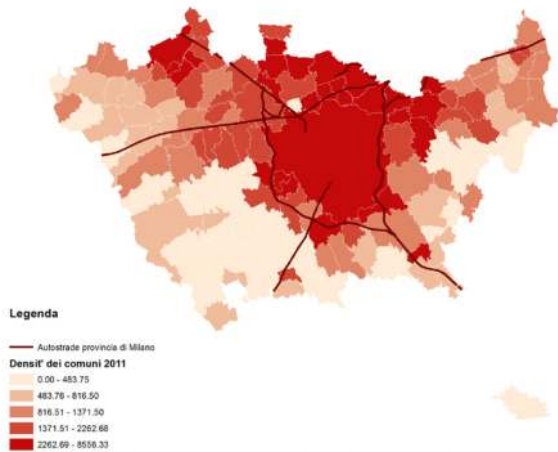 Legenda
Autostrade provincia di Milano
Densit' dei comuni 2011
0.00 - 483.75
483.76 - 816.50
816.51 - 1371.50
1371.51 - 2262.68
2262.69 - 8556.33